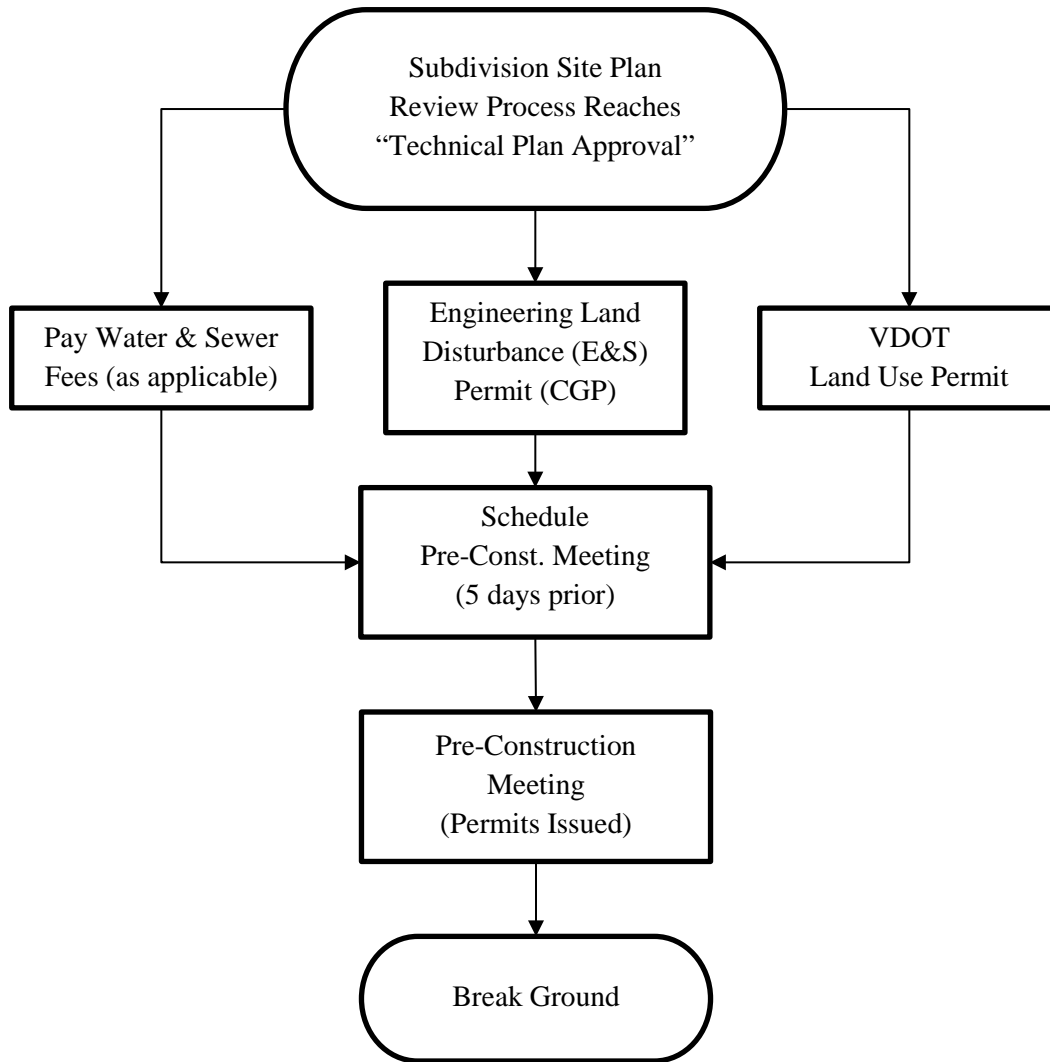 Subdivision Site Plan
Review Process Reaches
“Technical Plan Approval”
Pay Water & Sewer
Fees (as applicable)
Engineering Land
Disturbance (E&S)
Permit (CGP)
VDOT
Land Use Permit
Schedule
Pre-Const. Meeting
(5 days prior)
Pre-Construction
Meeting
(Permits Issued)
Break Ground